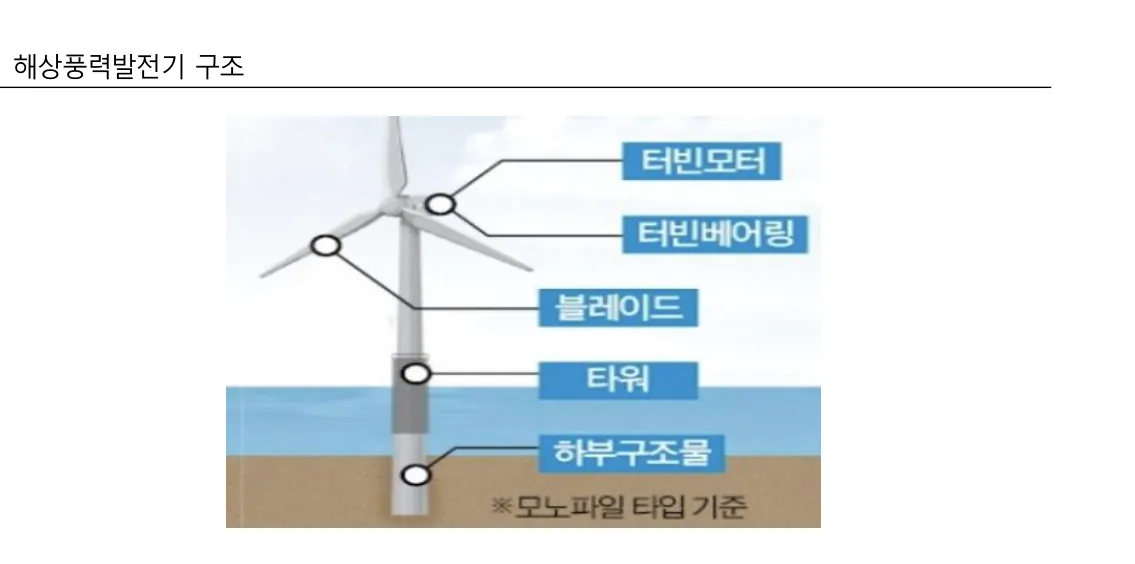 해상풍력발전기 구조
터빈모터
터빈베어링
블레이드
타워
하부구조물
※모노파일 타입 기준